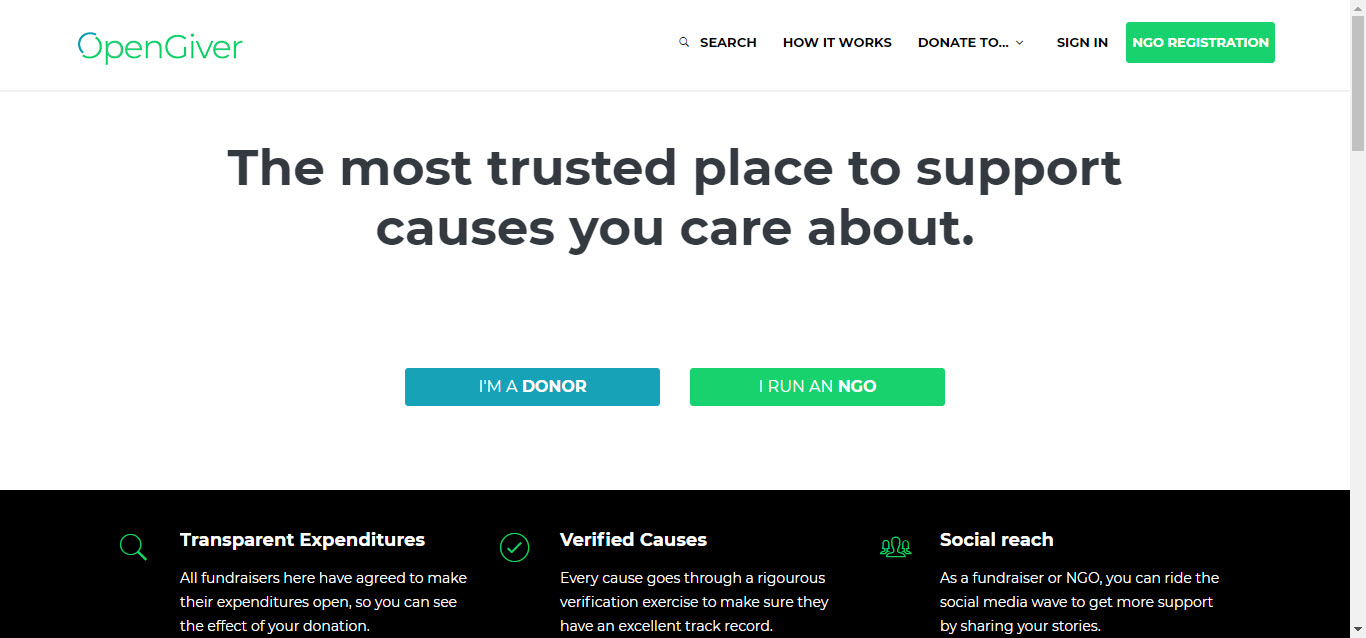 OpenGiver
SEARCH
HOW IT WORKS
DONATE TO...
SIGN IN
NGO REGISTRATION
The most trusted place to support
causes you care about.
I'M A DONOR
I RUN AN NGO
Transparent Expenditures
All fundraisers here have agreed to make
their expenditures open, so you can see
the effect of your donation.
Verified Causes
Every cause goes through a rigourous
verification exercise to make sure they
have an excellent track record.
Social reach
As a fundraiser or NGO, you can ride the
social media wave to get more support
by sharing your stories.